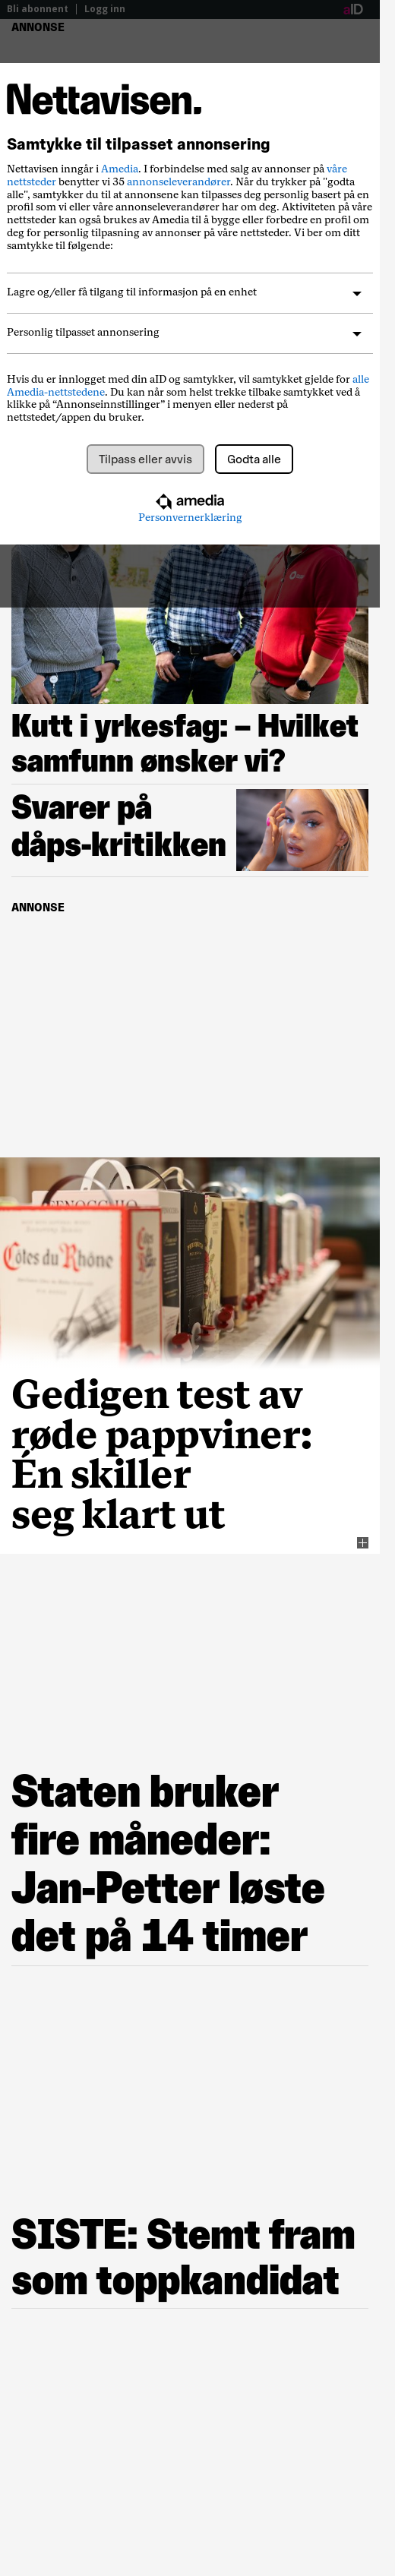 Bli abonnent | Logg inn
aID
ANNONSE
Nettavisen.
Samtykke til tilpasset annonsering
Nettavisen inngår i Amedia. I forbindelse med salg av annonser på våre
nettsteder benytter vi 35 annonseleverandører. Når du trykker på "godta
alle", samtykker du til at annonsene kan tilpasses deg personlig basert på en
profil som vi eller våre annonseleverandører har om deg. Aktiviteten på våre
nettsteder kan også brukes av Amedia til å bygge eller forbedre en profil om
deg for personlig tilpasning av annonser på våre nettsteder. Vi ber om ditt
samtykke til følgende:
Lagre og/eller få tilgang til informasjon på en enhet
Personlig tilpasset annonsering
Hvis du er innlogget med din aID og samtykker, vil samtykket gjelde for alle
Amedia-nettstedene. Du kan når som helst trekke tilbake samtykket ved å
klikke på “Annonseinnstillinger” i menyen eller nederst på
nettstedet/appen du bruker.
Tilpass eller avvis
Godta alle
amedia
Personvernerklæring
Kutt i yrkesfag: – Hvilket
samfunn ønsker vi?
Svarer på
dåps-kritikken
ANNONSE
FENOCCHIO
Côtes du Rhône
Gedigen test av
røde pappviner:
Én skiller
seg klart ut
Staten bruker
fire måneder:
Jan-Petter løste
det på 14 timer
SISTE: Stemt fram
som toppkandidat